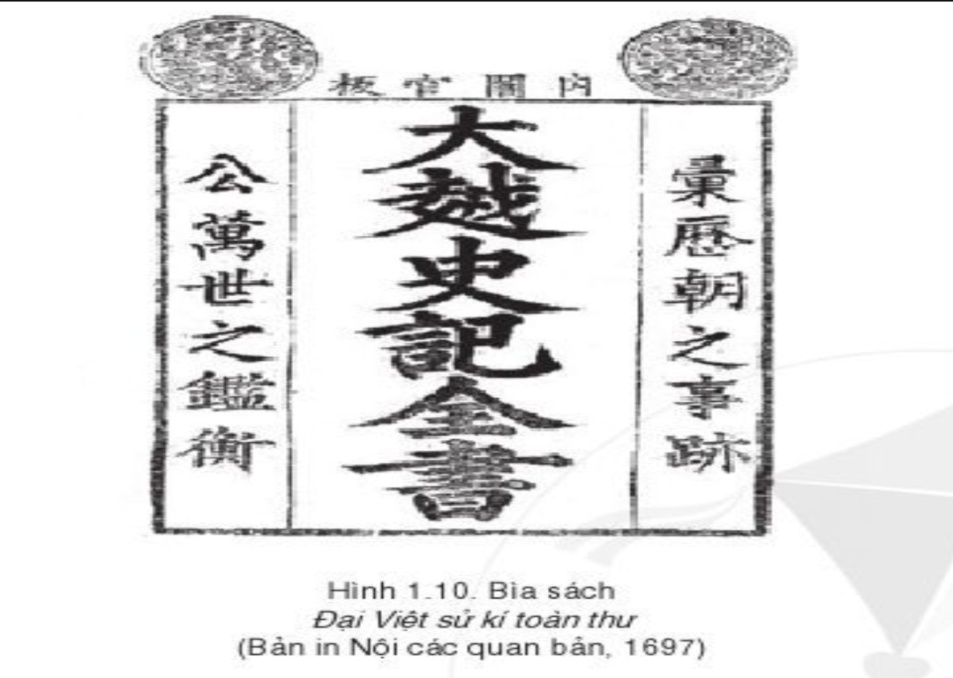 內閣官板
彙歷朝之事跡
大越史記全書
公萬世之鑑衡
Hình 1.10. Bìa sách
Đại Việt sử kí toàn thư
(Bản in Nội các quan bản, 1697)